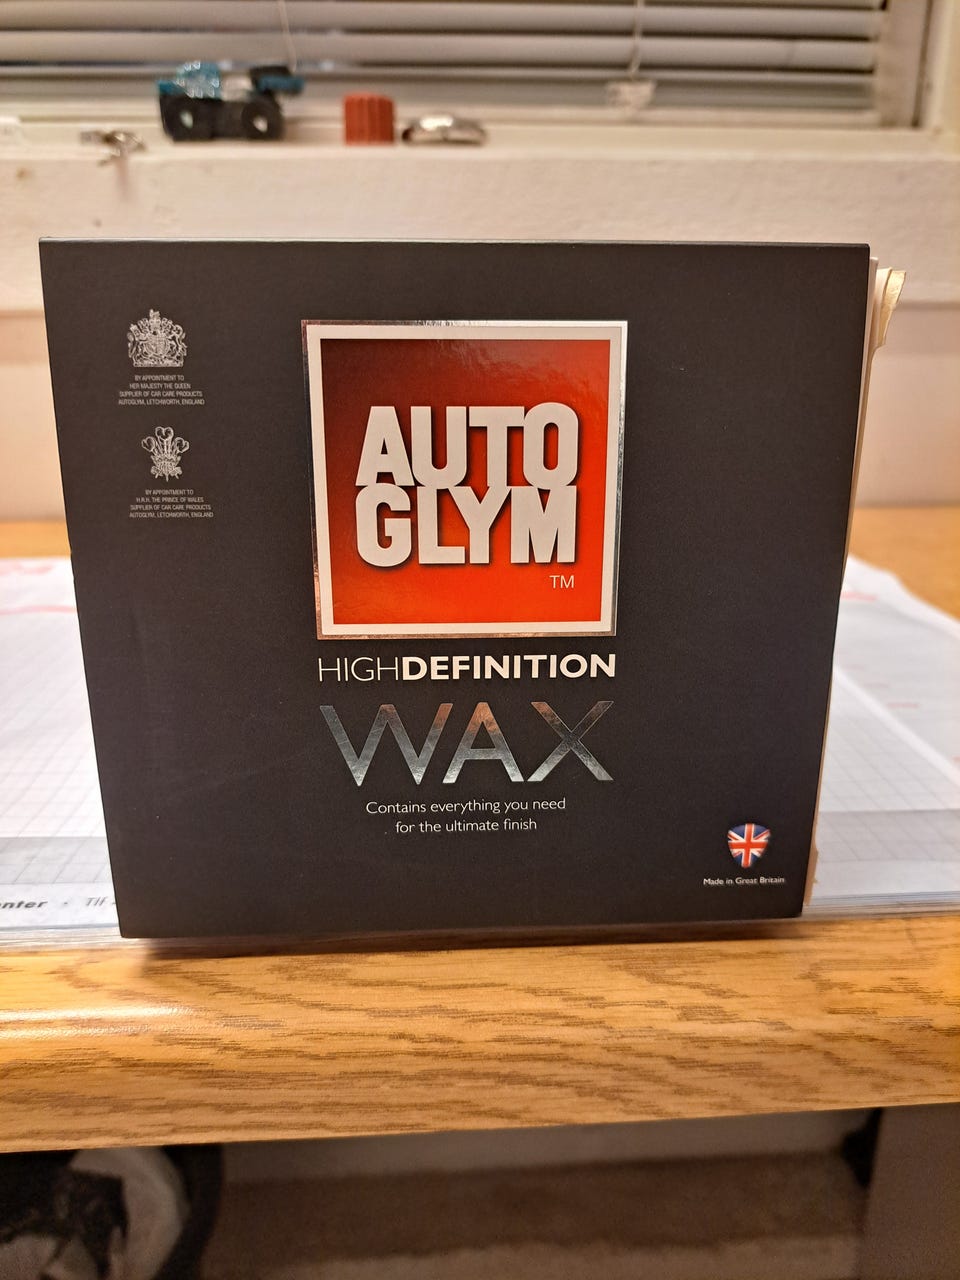 BY APPOINTMENT TO
HER MAJESTY THE QUEEN
SUPPLIER OF CAR CARE PRODUCTS
AUTOGLYM, LETCHWORTH, ENGLAND
BY APPOINTMENT TO
H.R.H. THE PRINCE OF WALES
SUPPLIER OF CAR CARE PRODUCTS
AUTOGLYM, LETCHWORTH, ENGLAND
AUTO
GLYM
TM
HIGHDEFINITION
WAX
Contains everything you need
for the ultimate finish
Made in Great Britain
nter · Tlf